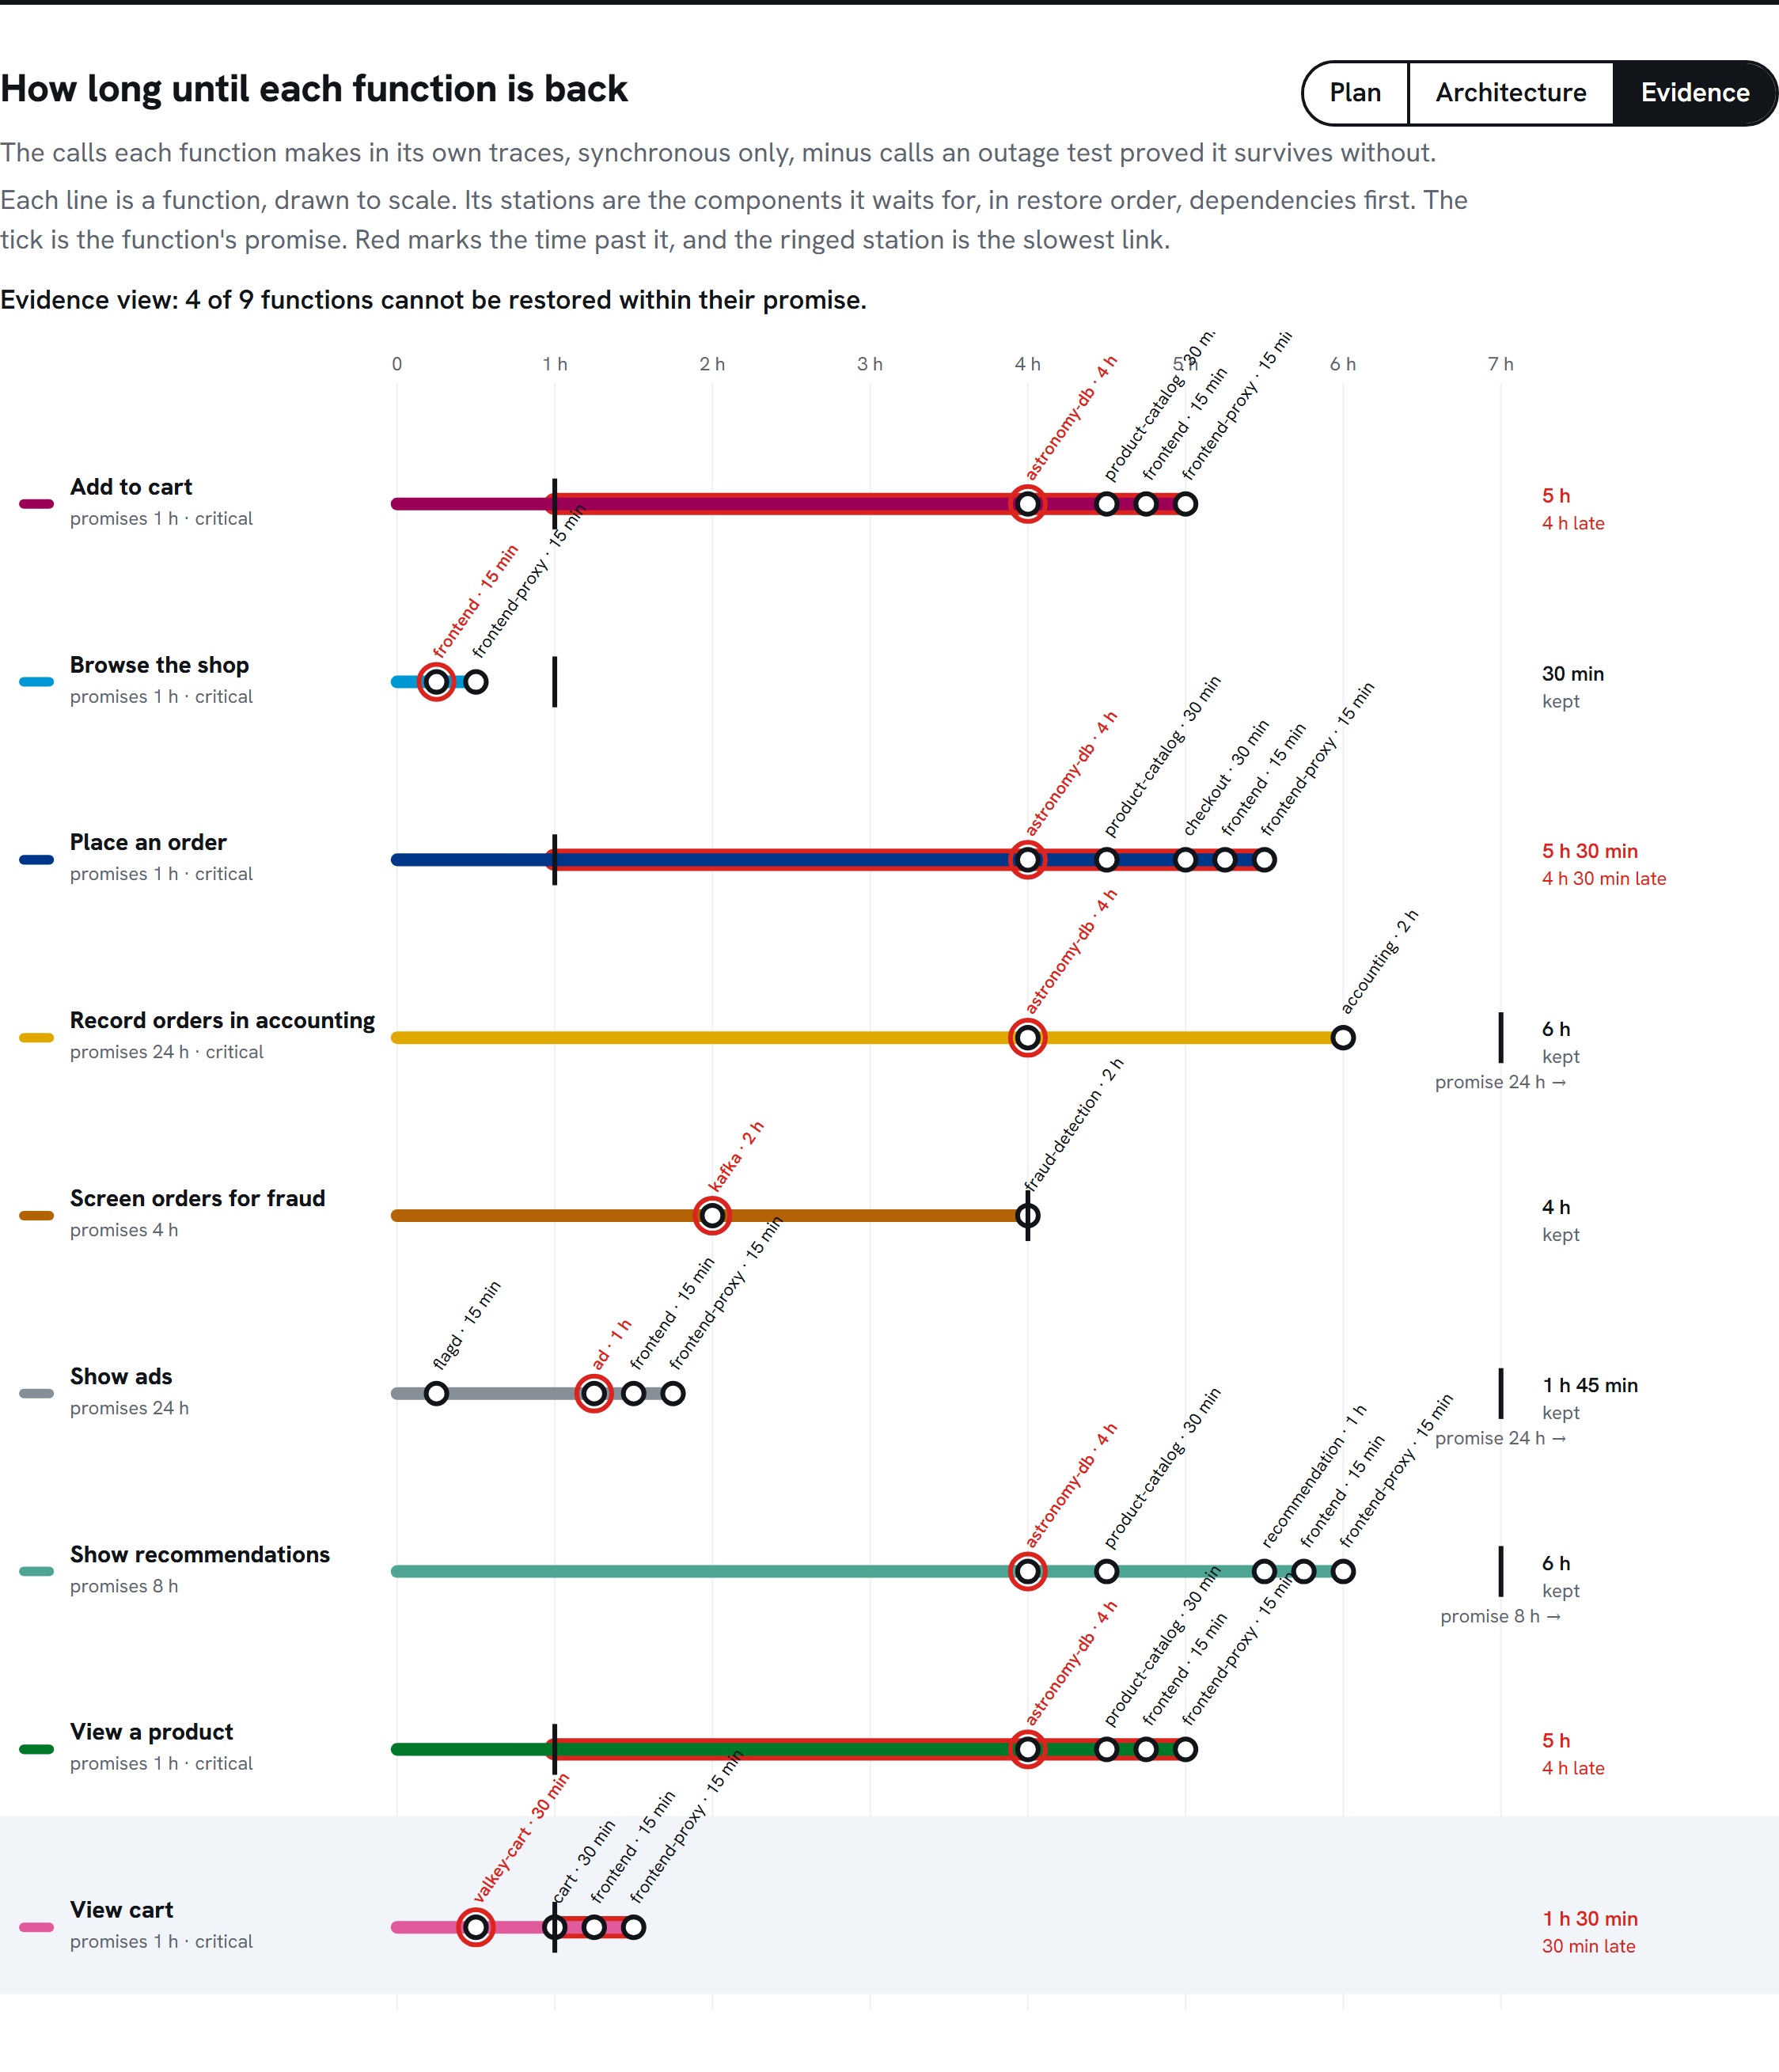 How long until each function is back
Plan
Architecture
Evidence
The calls each function makes in its own traces, synchronous only, minus calls an outage test proved it survives without.
Each line is a function, drawn to scale. Its stations are the components it waits for, in restore order, dependencies first. The
tick is the function's promise. Red marks the time past it, and the ringed station is the slowest link.
Evidence view: 4 of 9 functions cannot be restored within their promise.
0
1 h
2 h
3 h
4 h
5 h
6 h
7 h
astronomy-db · 4 h
product-catalog · 30 m
frontend · 15 min
frontend-proxy · 15 mi
Add to cart
promises 1 h · critical
5 h
4 h late
frontend · 15 min
frontend-proxy · 15 min
Browse the shop
promises 1 h · critical
30 min
kept
astronomy-db · 4 h
product-catalog · 30 min
checkout · 30 min
frontend · 15 min
frontend-proxy · 15 min
Place an order
promises 1 h · critical
5 h 30 min
4 h 30 min late
astronomy-db · 4 h
accounting · 2 h
Record orders in accounting
promises 24 h · critical
6 h
kept
promise 24 h →
kafka · 2 h
fraud-detection · 2 h
Screen orders for fraud
promises 4 h
4 h
kept
flagd · 15 min
ad · 1 h
frontend · 15 min
frontend-proxy · 15 min
Show ads
promises 24 h
1 h 45 min
kept
promise 24 h →
astronomy-db · 4 h
product-catalog · 30 min
recommendation · 1 h
frontend · 15 min
frontend-proxy · 15 min
Show recommendations
promises 8 h
6 h
kept
promise 8 h →
astronomy-db · 4 h
product-catalog · 30 min
frontend · 15 min
frontend-proxy · 15 min
View a product
promises 1 h · critical
5 h
4 h late
valkey-cart · 30 min
cart · 30 min
frontend · 15 min
frontend-proxy · 15 min
View cart
promises 1 h · critical
1 h 30 min
30 min late